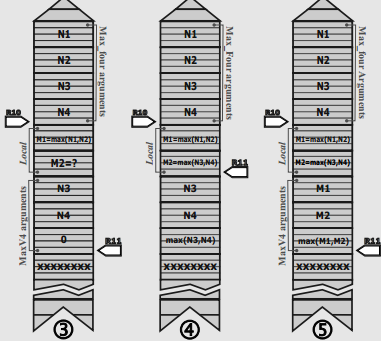 N1
N2
N3
N4
M1=max(N1,N2)
M2=?
N3
N4
0
XXXXXXXX
Max_four arguments
Local
MaxV4 arguments
R10
R11
③
N1
N2
N3
N4
M1=max(N1,N2)
M2=max(N3,N4)
N3
N4
max(N3,N4)
XXXXXXXX
Max_Four arguments
Local
R10
R11
④
N1
N2
N3
N4
M1=max(N1,N2)
M2=max(N3,N4)
M1
M2
max(M1,M2)
XXXXXXXX
Max_four Arguments
Local
MaxV4 arguments
R10
R11
⑤